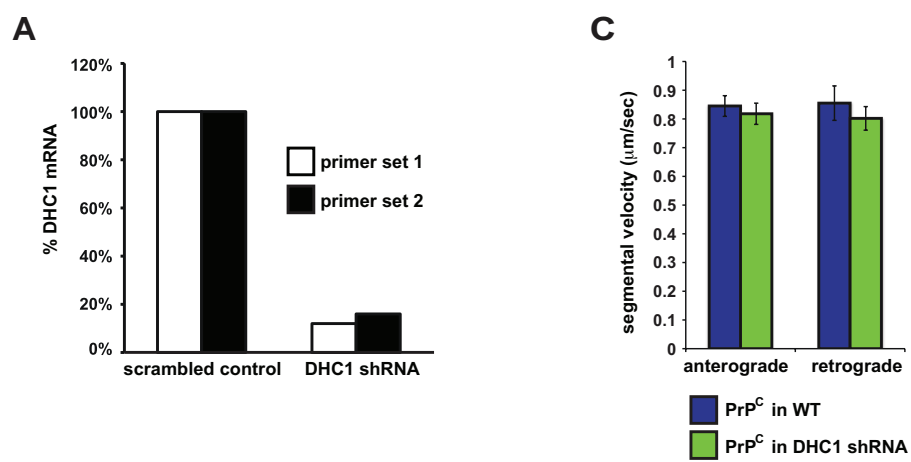 A
120%
100%
80%
60%
40%
20%
0%
% DHC1 mRNA
primer set 1
primer set 2
scrambled control
DHC1 shRNA
C
1
0.9
0.8
0.7
0.6
0.5
0.4
0.3
0.2
0.1
0
segmental velocity (μm/sec)
anterograde
retrograde
PrP^C in WT
PrP^C in DHC1 shRNA